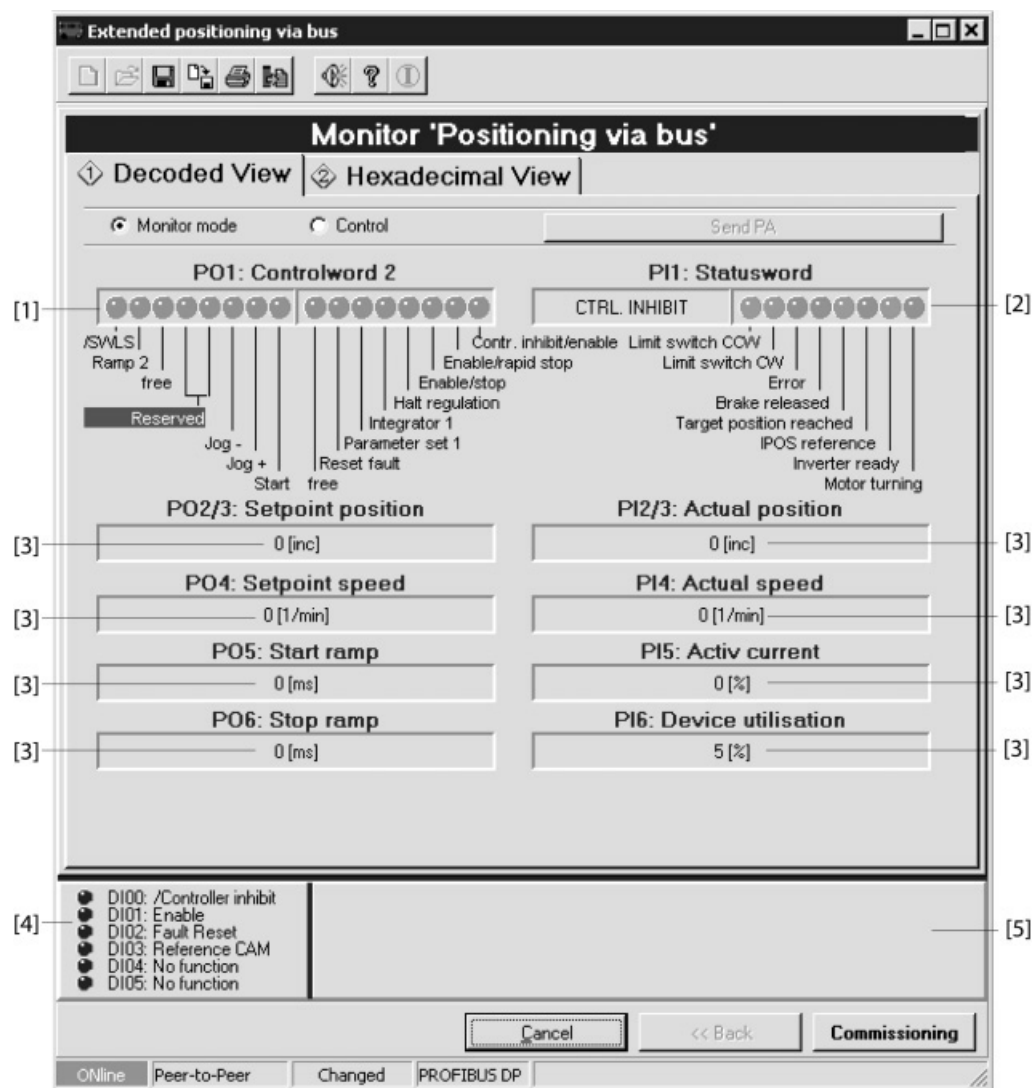 Extended positioning via bus
Monitor 'Positioning via bus'
1 Decoded View
2 Hexadecimal View
Monitor mode
Control
Send PA
PO1: Controlword 2
PI1: Statusword
[1]
CTRL. INHIBIT
[2]
/SWLS
Ramp 2
free
Reserved
Jog -
Jog +
Start
free
Reset fault
Parameter set 1
Integrator 1
Halt regulation
Enable/stop
Enable/rapid stop
Contr. inhibit/enable
Limit switch CCW
Limit switch CW
Error
Brake released
Target position reached
IPOS reference
Inverter ready
Motor turning
PO2/3: Setpoint position
PI2/3: Actual position
[3]
0 [inc]
0 [inc]
[3]
PO4: Setpoint speed
PI4: Actual speed
[3]
0 [1/min]
0 [1/min]
[3]
PO5: Start ramp
PI5: Activ current
[3]
0 [ms]
0 [%]
[3]
PO6: Stop ramp
PI6: Device utilisation
[3]
0 [ms]
5 [%]
[3]
DI00: /Controller inhibit
DI01: Enable
DI02: Fault Reset
[4]
DI03: Reference CAM
DI04: No function
DI05: No function
[5]
Cancel
<< Back
Commissioning
ONline
Peer-to-Peer
Changed
PROFIBUS DP